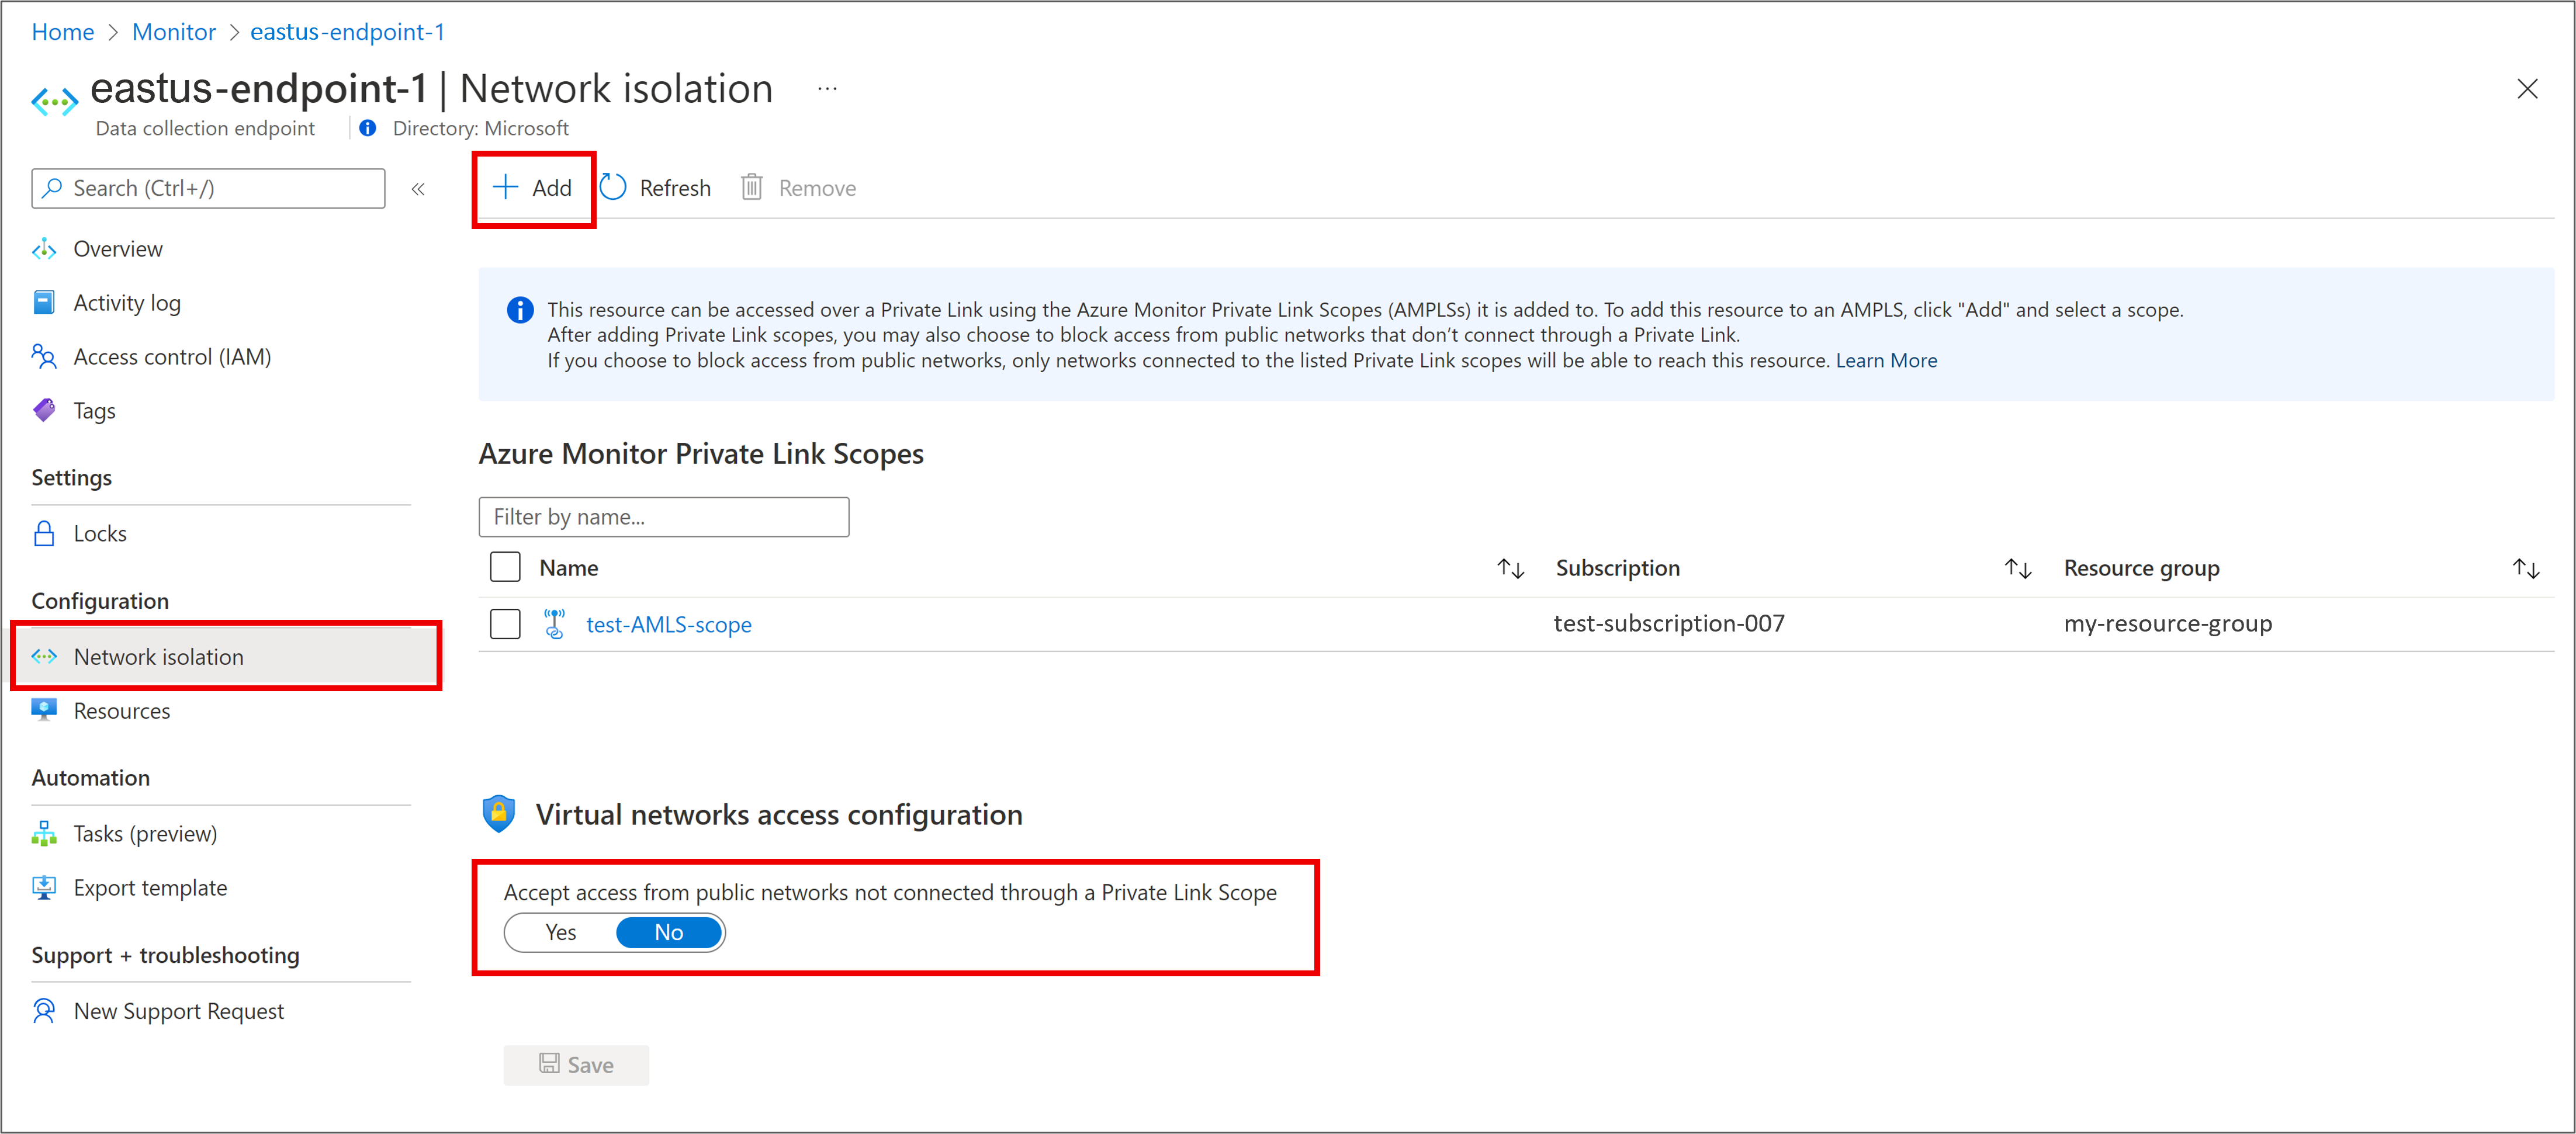 Home > Monitor > eastus-endpoint-1
eastus-endpoint-1 | Network isolation ...
Data collection endpoint | Directory: Microsoft
Search (Ctrl+/) «
Overview
Activity log
Access control (IAM)
Tags
Settings
Locks
Configuration
Network isolation
Resources
Automation
Tasks (preview)
Export template
Support + troubleshooting
New Support Request
+ Add Refresh Remove
This resource can be accessed over a Private Link using the Azure Monitor Private Link Scopes (AMPLSs) it is added to. To add this resource to an AMPLS, click "Add" and select a scope.
After adding Private Link scopes, you may also choose to block access from public networks that don’t connect through a Private Link.
If you choose to block access from public networks, only networks connected to the listed Private Link scopes will be able to reach this resource. Learn More
Azure Monitor Private Link Scopes
Filter by name...
Name ↑↓ Subscription ↑↓ Resource group ↑↓
test-AMLS-scope test-subscription-007 my-resource-group
Virtual networks access configuration
Accept access from public networks not connected through a Private Link Scope
Yes No
Save